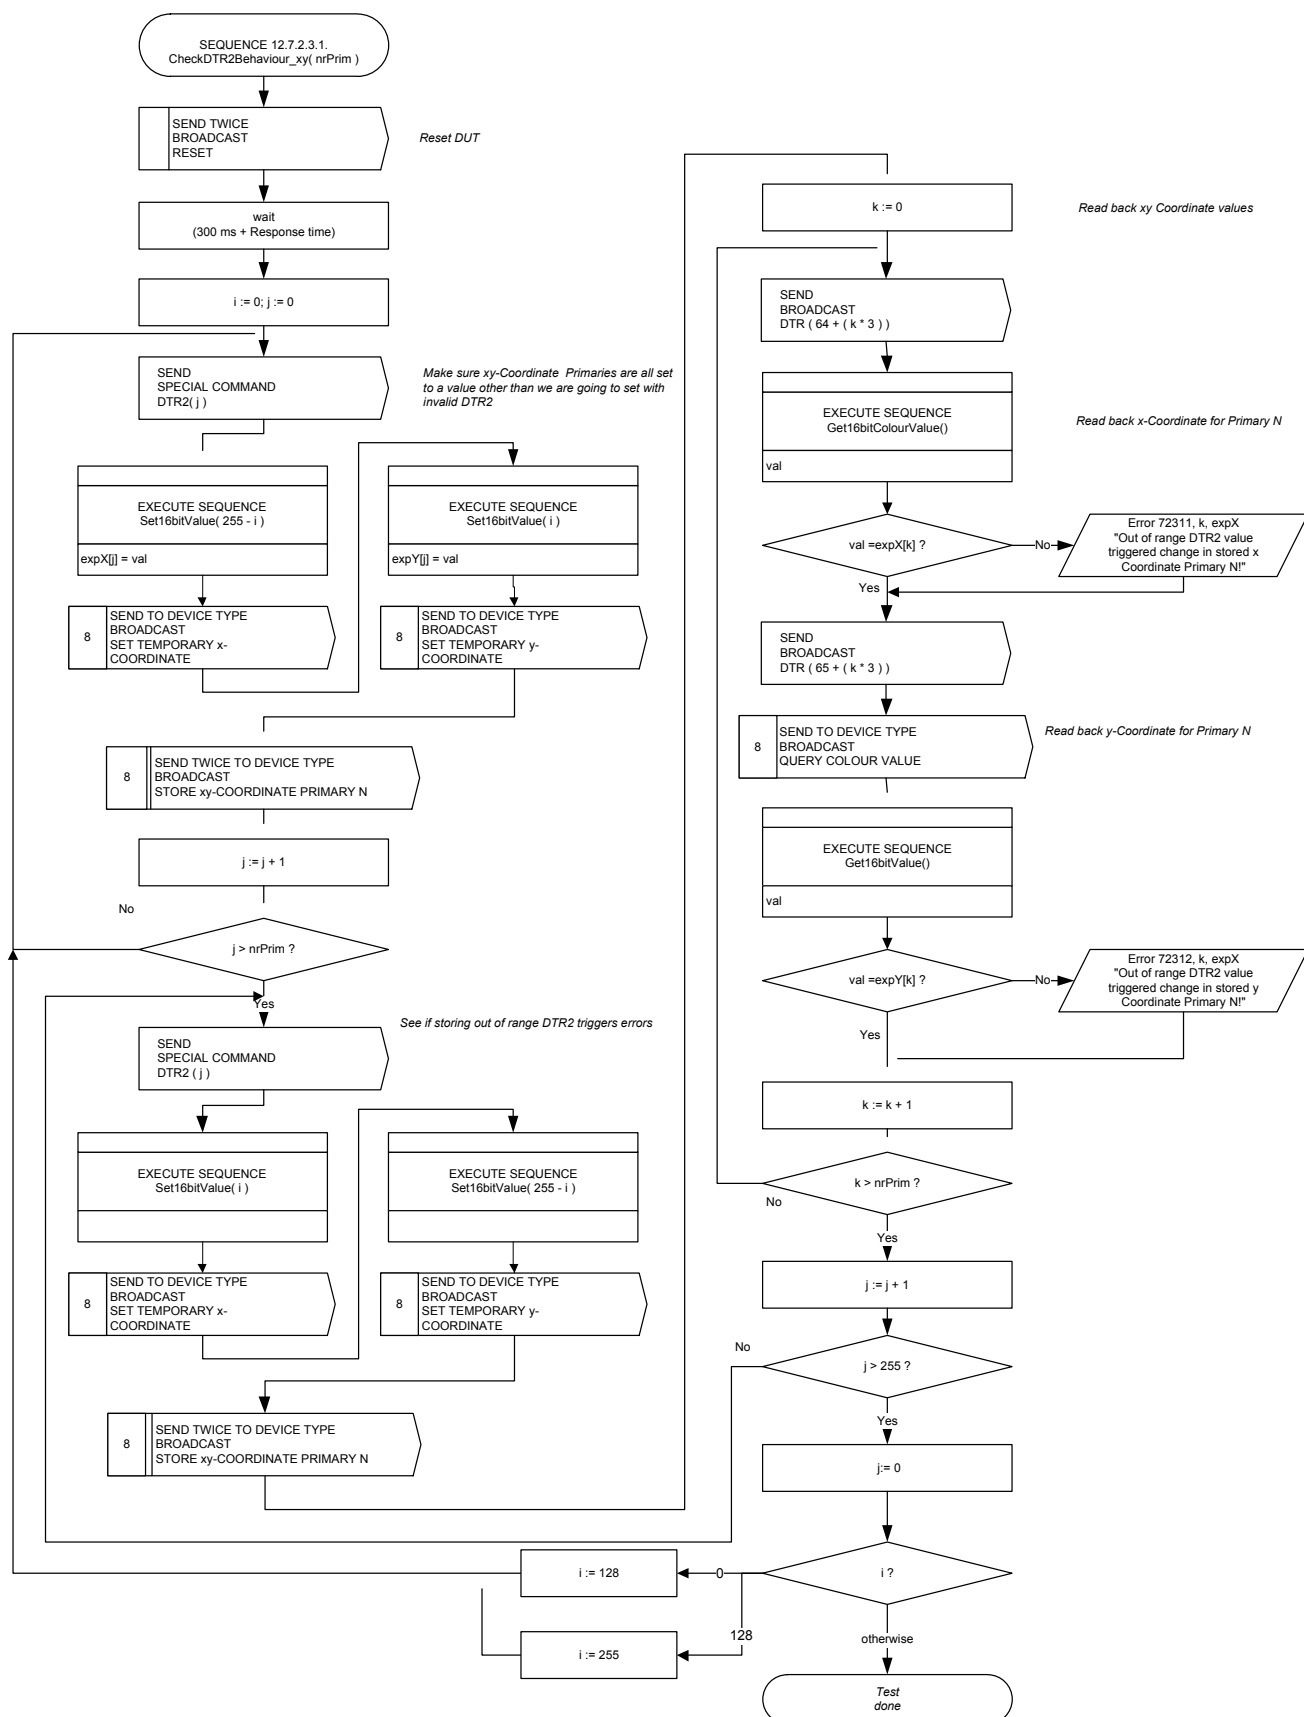 SEQUENCE 12.7.2.3.1.
CheckDTR2Behaviour_xy( nrPrim )
SEND TWICE
BROADCAST
RESET
Reset DUT
wait
(300 ms + Response time)
i := 0; j := 0
SEND
SPECIAL COMMAND
DTR2( j )
Make sure xy-Coordinate Primaries are all set
to a value other than we are going to set with
invalid DTR2
EXECUTE SEQUENCE
Set16bitValue( 255 - i )
expX[j] = val
EXECUTE SEQUENCE
Set16bitValue( i )
expY[j] = val
8
SEND TO DEVICE TYPE
BROADCAST
SET TEMPORARY x-
COORDINATE
8
SEND TO DEVICE TYPE
BROADCAST
SET TEMPORARY y-
COORDINATE
8
SEND TWICE TO DEVICE TYPE
BROADCAST
STORE xy-COORDINATE PRIMARY N
j := j + 1
No
j > nrPrim ?
Yes
See if storing out of range DTR2 triggers errors
SEND
SPECIAL COMMAND
DTR2 ( j )
EXECUTE SEQUENCE
Set16bitValue( i )
EXECUTE SEQUENCE
Set16bitValue( 255 - i )
8
SEND TO DEVICE TYPE
BROADCAST
SET TEMPORARY x-
COORDINATE
8
SEND TO DEVICE TYPE
BROADCAST
SET TEMPORARY y-
COORDINATE
8
SEND TWICE TO DEVICE TYPE
BROADCAST
STORE xy-COORDINATE PRIMARY N
k := 0
Read back xy Coordinate values
SEND
BROADCAST
DTR ( 64 + ( k * 3 ) )
EXECUTE SEQUENCE
Get16bitColourValue()
val
Read back x-Coordinate for Primary N
val =expX[k] ?
No
Error 72311, k, expX
"Out of range DTR2 value
triggered change in stored x
Coordinate Primary N!"
Yes
SEND
BROADCAST
DTR ( 65 + ( k * 3 ) )
8
SEND TO DEVICE TYPE
BROADCAST
QUERY COLOUR VALUE
Read back y-Coordinate for Primary N
EXECUTE SEQUENCE
Get16bitValue()
val
val =expY[k] ?
No
Error 72312, k, expX
"Out of range DTR2 value
triggered change in stored y
Coordinate Primary N!"
Yes
k := k + 1
k > nrPrim ?
No
Yes
j := j + 1
No
j > 255 ?
Yes
j:= 0
i ?
0
i := 128
128
i := 255
otherwise
Test
done